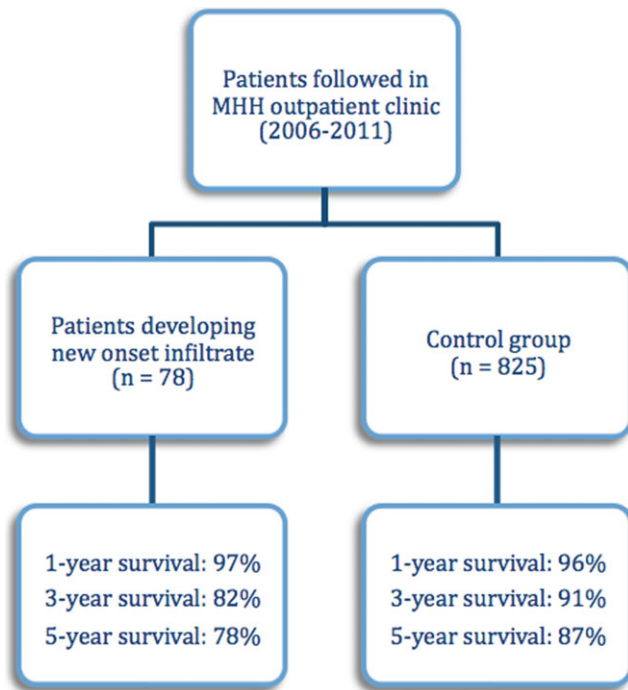 Patients followed in
MHH outpatient clinic
(2006-2011)
Patients developing
new onset infiltrate
(n = 78)
Control group
(n = 825)
1-year survival: 97%
3-year survival: 82%
5-year survival: 78%
1-year survival: 96%
3-year survival: 91%
5-year survival: 87%